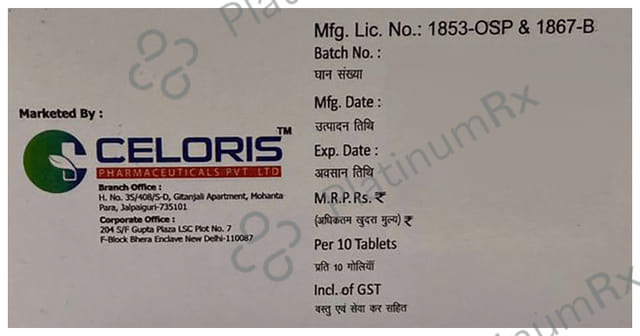 Marketed By :
CELORIS™
PHARMACEUTICALS PVT LTD
Branch Office :
H. No. 35/408/S-D, Gitanjali Apartment, Mohanta
Para, Jalpaiguri-735101
Corporate Office :
204 S/F Gupta Plaza LSC Plot No. 7
F-Block Bhera Enclave New Delhi-110087
Mfg. Lic. No.: 1853-OSP & 1867-B
Batch No. :
घान संख्या
Mfg. Date :
उत्पादन तिथि
Exp. Date :
अवसान तिथि
M.R.P.Rs. ₹
(अधिकतम खुदरा मुल्य) ₹
Per 10 Tablets
प्रति 10 गोलियाँ
Incl. of GST
वस्तु एवं सेवा कर सहित
PlatinumRx